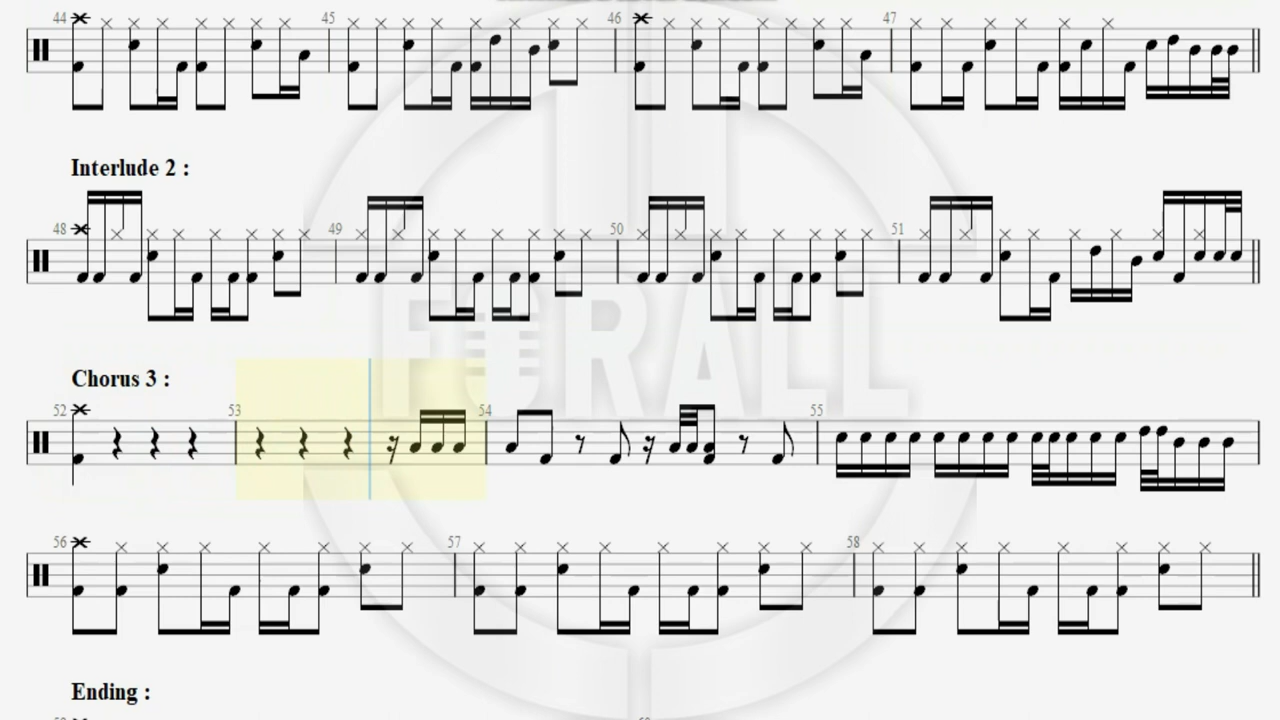 44 45 46 47
Interlude 2 :
48 49 50 51
Chorus 3 :
52 53 54 55
FORALL
56 57 58
Ending :